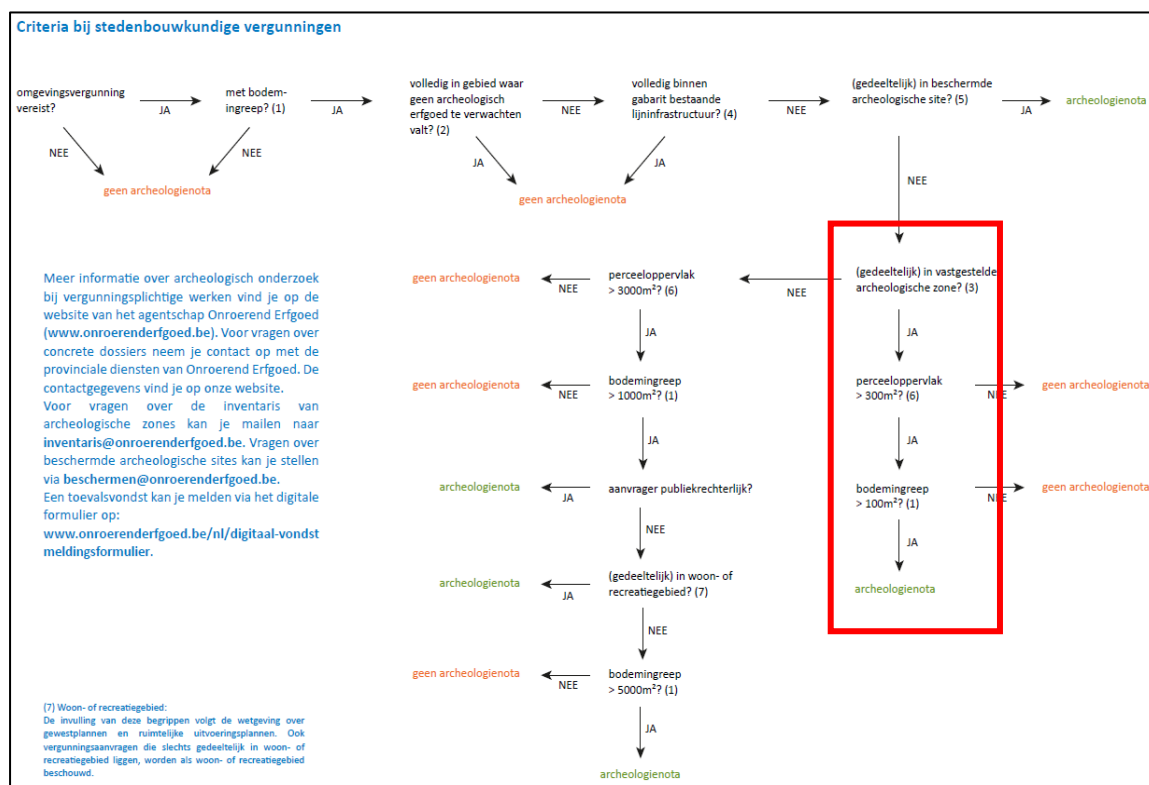 Criteria bij stedenbouwkundige vergunningen
omgevingsvergunning
vereist?
JA
NEE
met bodem-
ingreep? (1)
JA
NEE
geen archeologienota
volledig in gebied waar
geen archeologisch
erfgoed te verwachten
valt? (2)
NEE
JA
volledig binnen
gabarit bestaande
lijninfrastructuur? (4)
NEE
JA
geen archeologienota
(gedeeltelijk) in beschermde
archeologische site? (5)
JA
archeologienota
NEE
(gedeeltelijk) in vastgestelde
archeologische zone? (3)
NEE
JA
perceeloppervlak
> 300m²? (6)
NEE
geen archeologienota
JA
bodemingreep
> 100m²? (1)
NEE
geen archeologienota
JA
archeologienota
perceeloppervlak
> 3000m²? (6)
NEE
geen archeologienota
JA
bodemingreep
> 1000m²? (1)
NEE
geen archeologienota
JA
aanvrager publiekrechterlijk?
JA
archeologienota
NEE
(gedeeltelijk) in woon- of
recreatiegebied? (7)
JA
archeologienota
NEE
bodemingreep
> 5000m²? (1)
NEE
geen archeologienota
JA
archeologienota
Meer informatie over archeologisch onderzoek
bij vergunningsplichtige werken vind je op de
website van het agentschap Onroerend Erfgoed
(www.onroerenderfgoed.be). Voor vragen over
concrete dossiers neem je contact op met de
provinciale diensten van Onroerend Erfgoed. De
contactgegevens vind je op onze website.
Voor vragen over de inventaris van
archeologische zones kan je mailen naar
inventaris@onroerenderfgoed.be. Vragen over
beschermde archeologische sites kan je stellen
via beschermen@onroerenderfgoed.be.
Een toevalsvondst kan je melden via het digitale
formulier op:
www.onroerenderfgoed.be/nl/digitaal-vondst
meldingsformulier.
(7) Woon- of recreatiegebied:
De invulling van deze begrippen volgt de wetgeving over
gewestplannen en ruimtelijke uitvoeringsplannen. Ook
vergunningsaanvragen die slechts gedeeltelijk in woon- of
recreatiegebied liggen, worden als woon- of recreatiegebied
beschouwd.